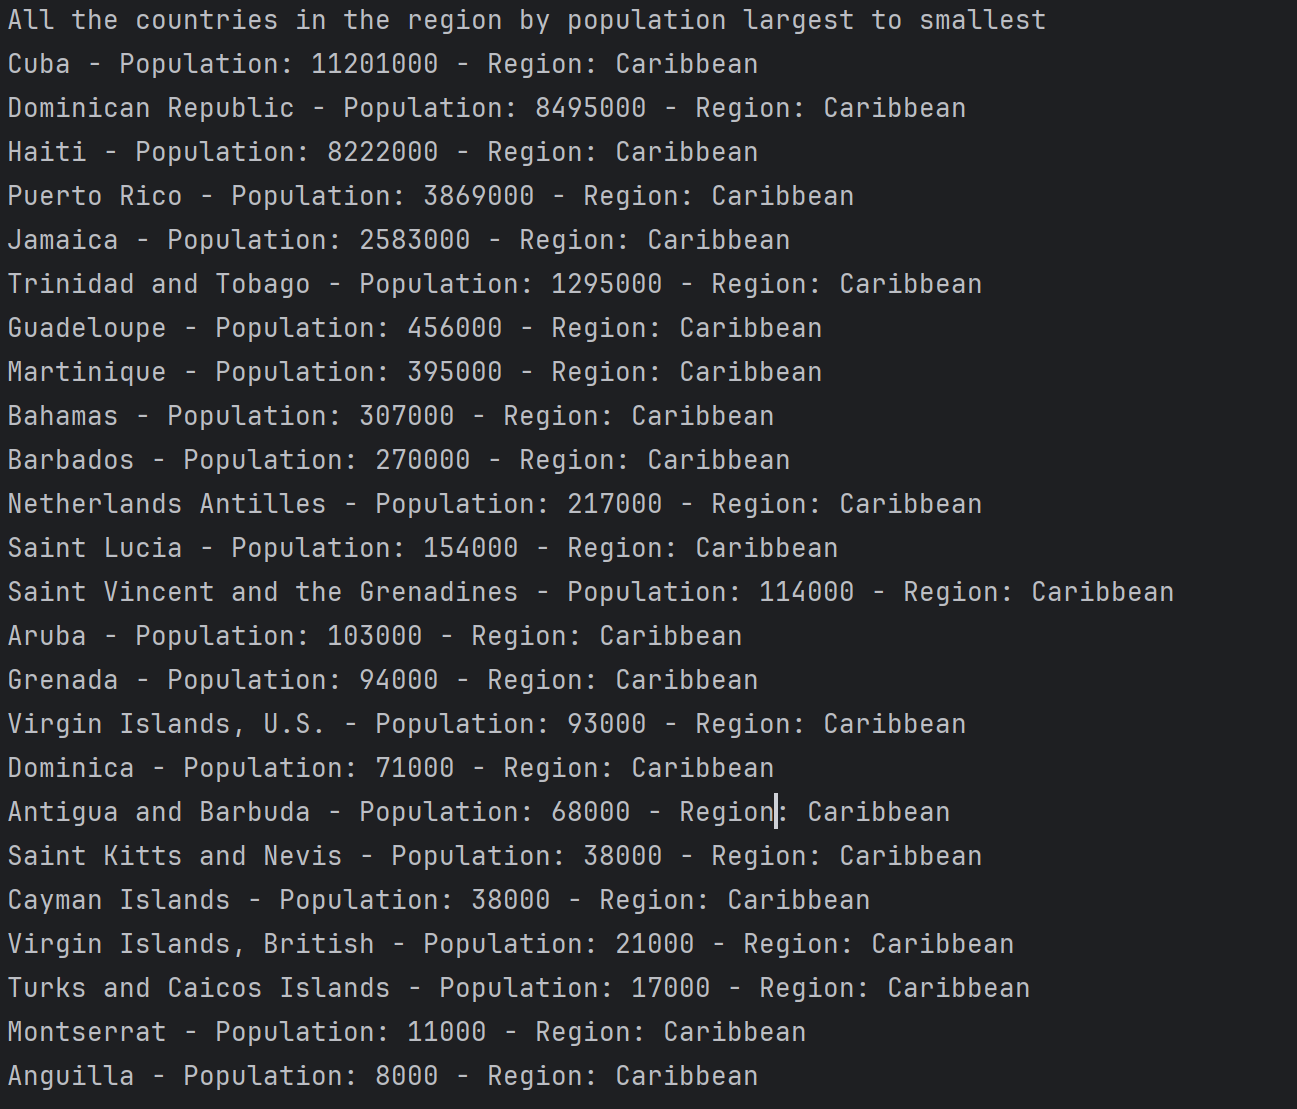 All the countries in the region by population largest to smallest
Cuba - Population: 11201000 - Region: Caribbean
Dominican Republic - Population: 8495000 - Region: Caribbean
Haiti - Population: 8222000 - Region: Caribbean
Puerto Rico - Population: 3869000 - Region: Caribbean
Jamaica - Population: 2583000 - Region: Caribbean
Trinidad and Tobago - Population: 1295000 - Region: Caribbean
Guadeloupe - Population: 456000 - Region: Caribbean
Martinique - Population: 395000 - Region: Caribbean
Bahamas - Population: 307000 - Region: Caribbean
Barbados - Population: 270000 - Region: Caribbean
Netherlands Antilles - Population: 217000 - Region: Caribbean
Saint Lucia - Population: 154000 - Region: Caribbean
Saint Vincent and the Grenadines - Population: 114000 - Region: Caribbean
Aruba - Population: 103000 - Region: Caribbean
Grenada - Population: 94000 - Region: Caribbean
Virgin Islands, U.S. - Population: 93000 - Region: Caribbean
Dominica - Population: 71000 - Region: Caribbean
Antigua and Barbuda - Population: 68000 - Region: Caribbean
Saint Kitts and Nevis - Population: 38000 - Region: Caribbean
Cayman Islands - Population: 38000 - Region: Caribbean
Virgin Islands, British - Population: 21000 - Region: Caribbean
Turks and Caicos Islands - Population: 17000 - Region: Caribbean
Montserrat - Population: 11000 - Region: Caribbean
Anguilla - Population: 8000 - Region: Caribbean